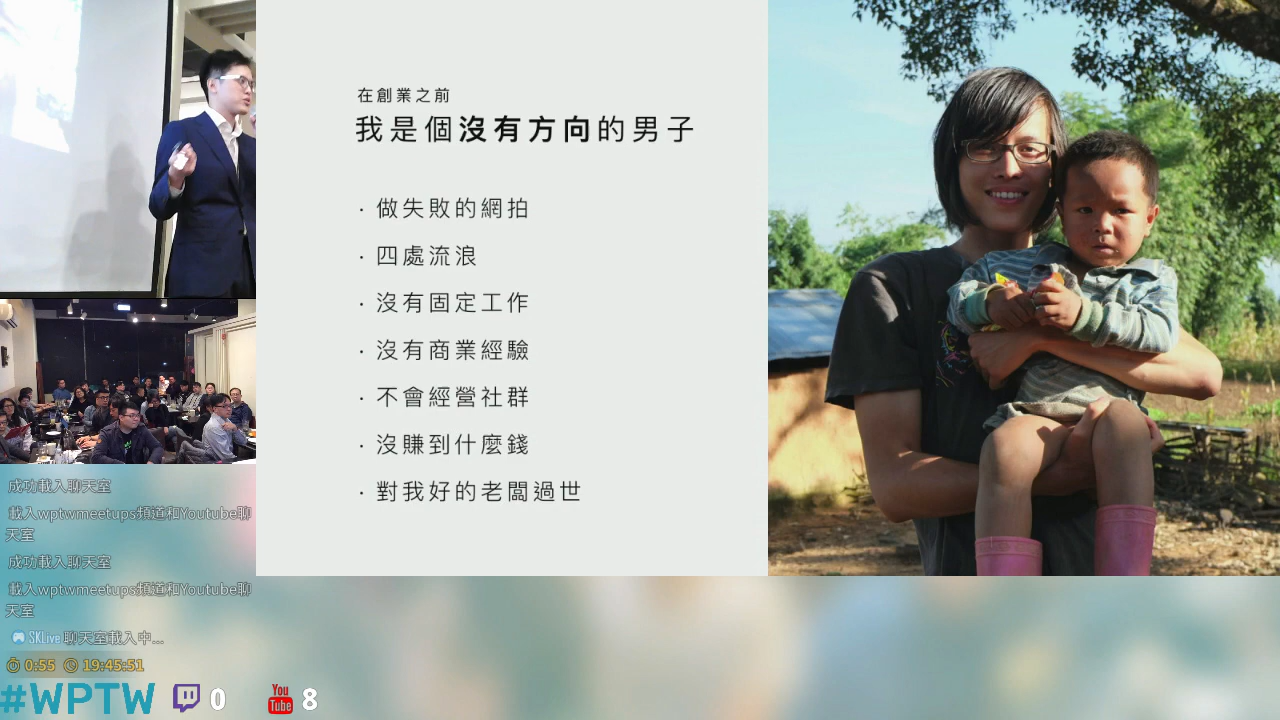 在創業之前
我是個沒有方向的男子
· 做失敗的網拍
· 四處流浪
· 沒有固定工作
· 沒有商業經驗
· 不會經營社群
· 沒賺到什麼錢
· 對我好的老闆過世
成功載入聊天室
載入wptwmeetups頻道和Youtube聊
天室
成功載入聊天室
載入wptwmeetups頻道和Youtube聊
天室
SKLive 聊天室載入中...
0:55 19:45:51
#WPTW 0 You Tube 8